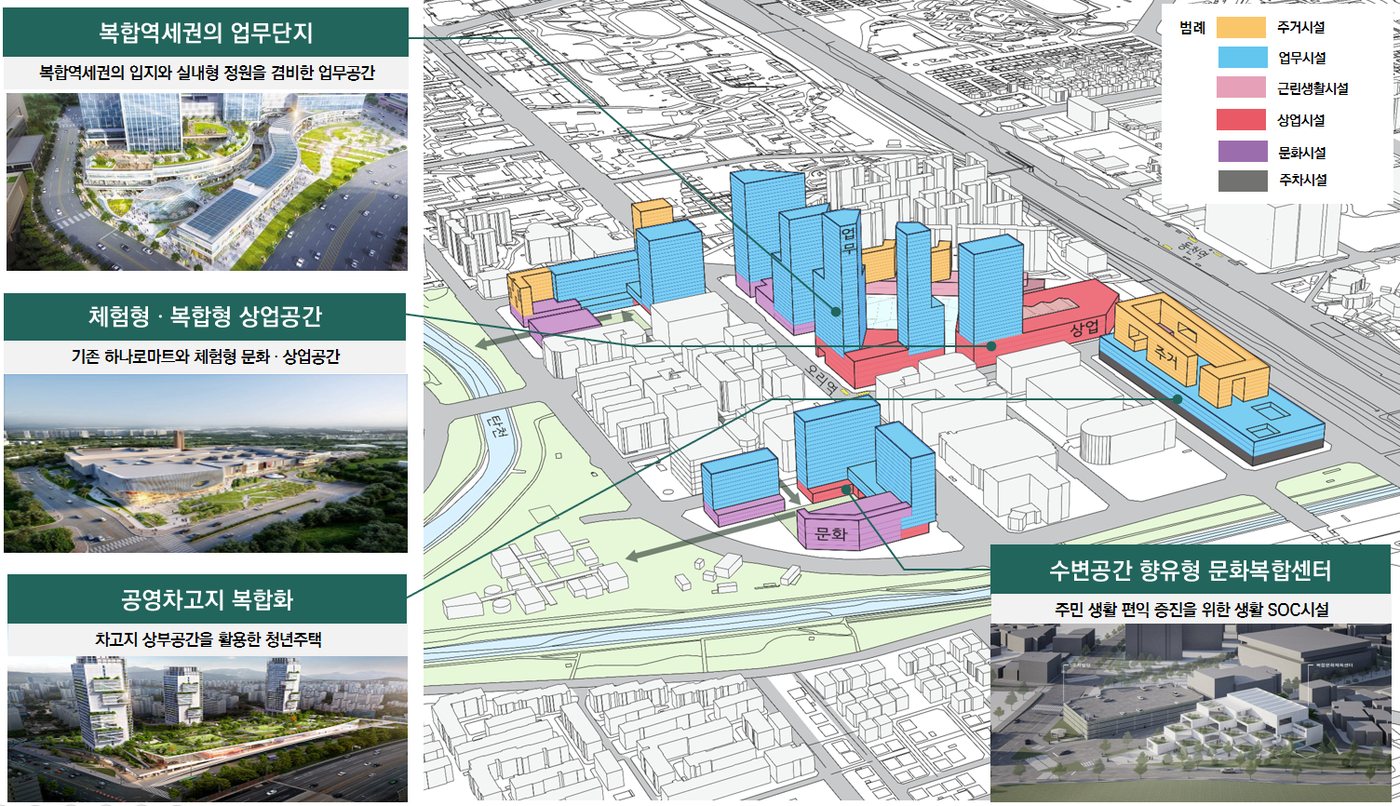 복합역세권의 업무단지
복합역세권의 입지와 실내형 정원을 겸비한 업무공간
체험형 · 복합형 상업공간
기존 하나로마트와 체험형 문화 · 상업공간
공영차고지 복합화
차고지 상부공간을 활용한 청년주택
범례
주거시설
업무시설
근린생활시설
상업시설
문화시설
주차시설
동천역
업무
상업
주거
오리역
탄천
문화
수변공간 향유형 문화복합센터
주민 생활 편익 증진을 위한 생활 SOC시설